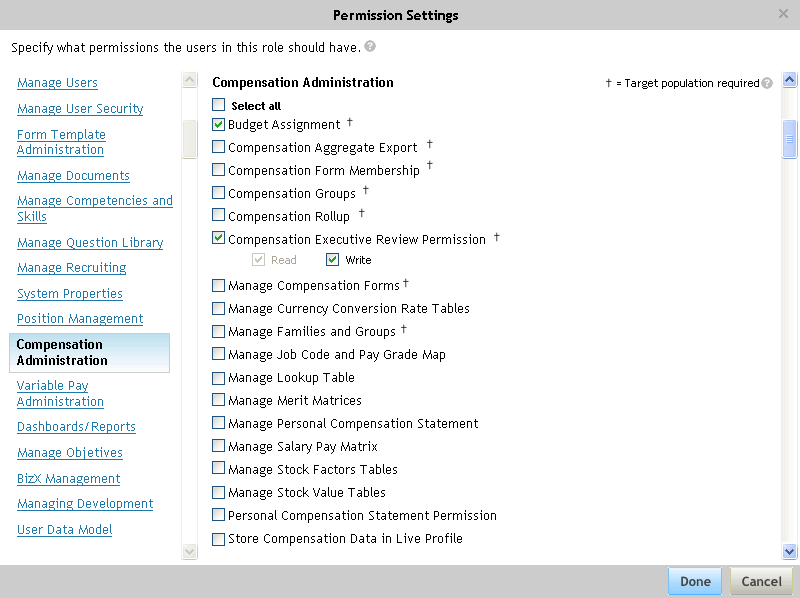 Permission Settings
Specify what permissions the users in this role should have. ?
Manage Users
Manage User Security
Form Template
Administration
Manage Documents
Manage Competencies and
Skills
Manage Question Library
Manage Recruiting
System Properties
Position Management
Compensation
Administration
Variable Pay
Administration
Dashboards/Reports
Manage Objetives
BizX Management
Managing Development
User Data Model
Compensation Administration
† = Target population required ?
Select all
Budget Assignment †
Compensation Aggregate Export †
Compensation Form Membership †
Compensation Groups †
Compensation Rollup †
Compensation Executive Review Permission †
Read Write
Manage Compensation Forms †
Manage Currency Conversion Rate Tables
Manage Families and Groups †
Manage Job Code and Pay Grade Map
Manage Lookup Table
Manage Merit Matrices
Manage Personal Compensation Statement
Manage Salary Pay Matrix
Manage Stock Factors Tables
Manage Stock Value Tables
Personal Compensation Statement Permission
Store Compensation Data in Live Profile
Done Cancel